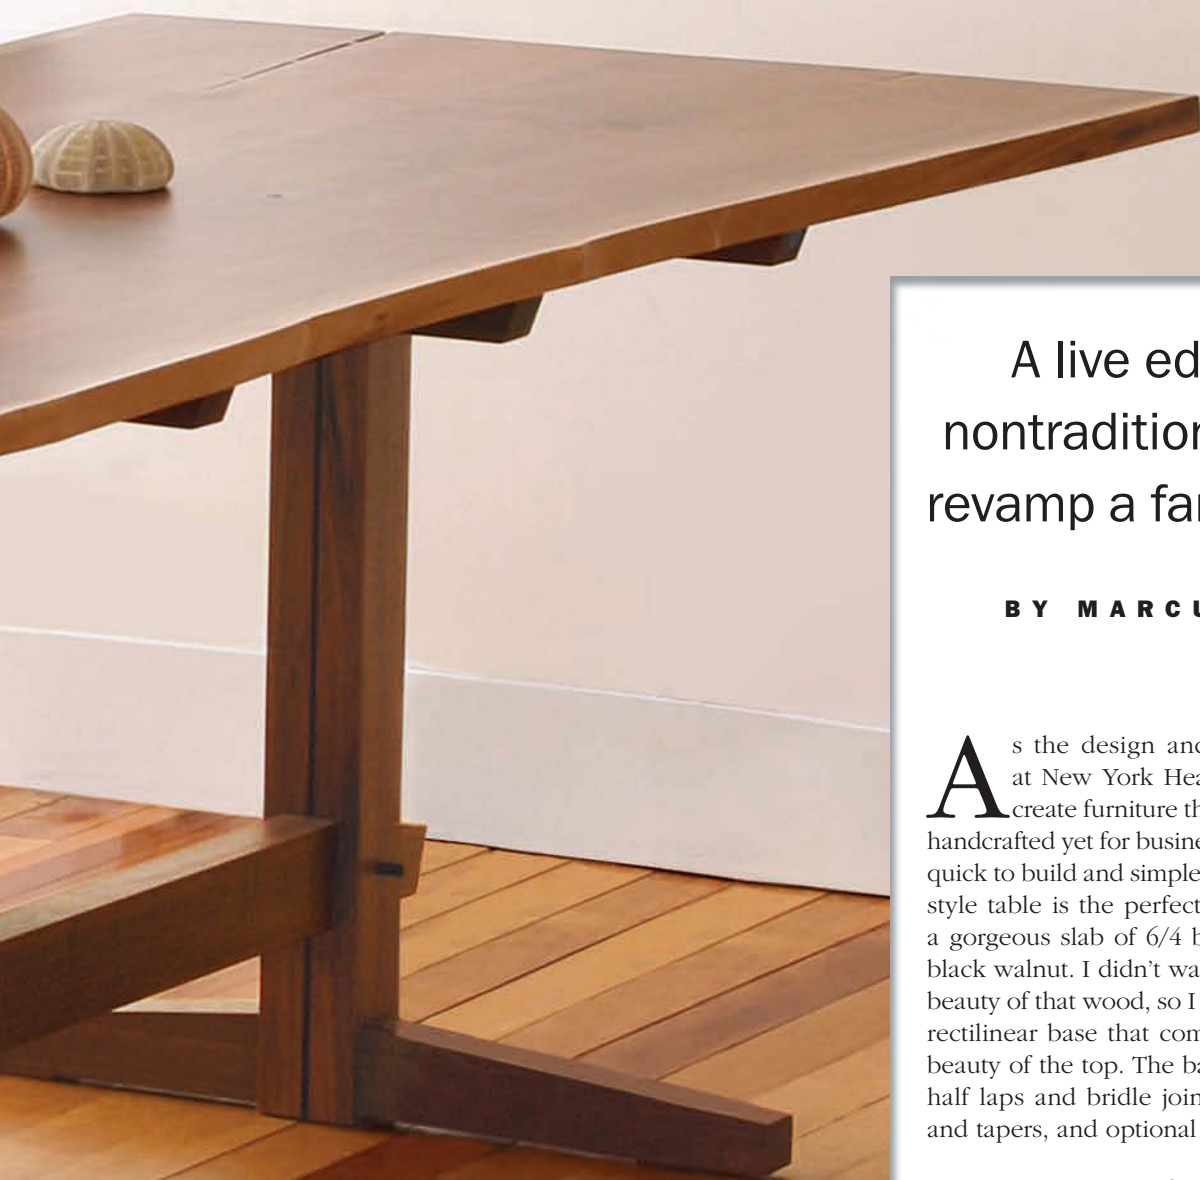 A live ed
nontradition
revamp a fa
BY MARCU
As the design and
at New York Hea
create furniture th
handcrafted yet for busine
quick to build and simple
style table is the perfect
a gorgeous slab of 6/4 b
black walnut. I didn’t wa
beauty of that wood, so I
rectilinear base that com
beauty of the top. The ba
half laps and bridle join
and tapers, and optional